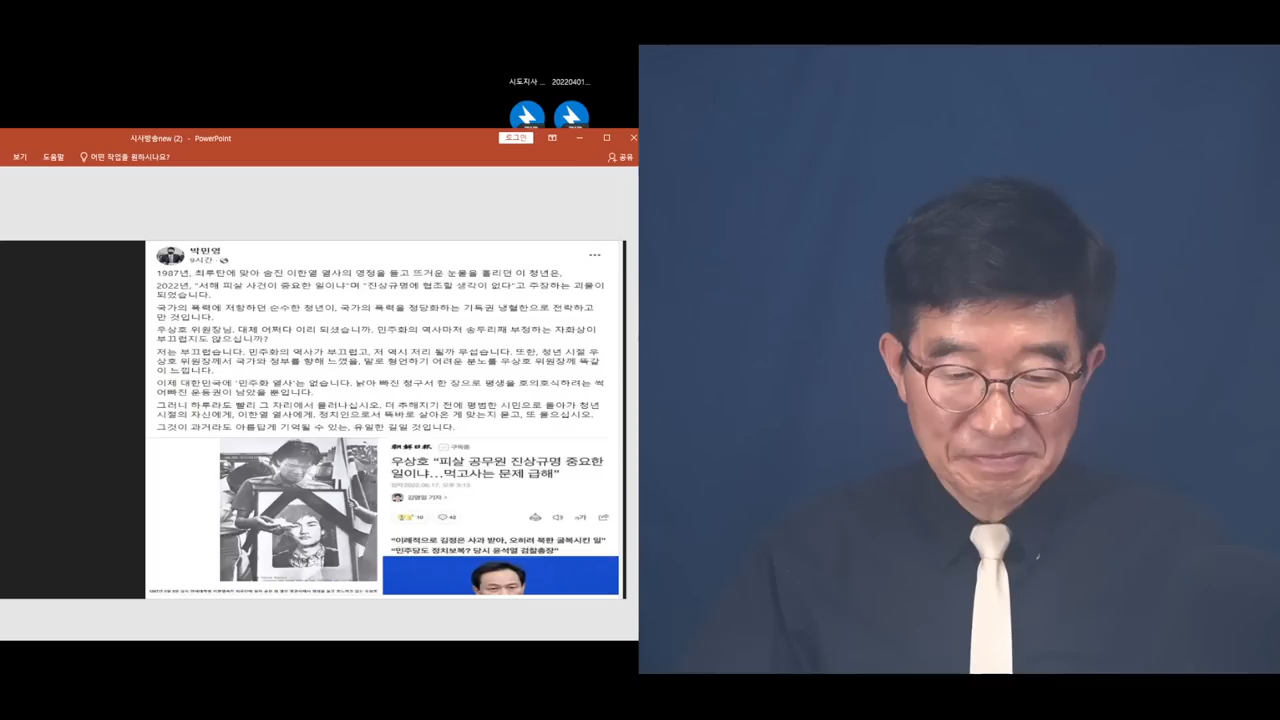 시도지사 ... 20220401...
시사방송new (2) - PowerPoint
로그인
보기 도움말 어떤 작업을 원하시나요? 공유
박민영
9시간
1987년, 최루탄에 맞아 숨진 이한열 열사의 영정을 들고 뜨거운 눈물을 흘리던 이 청년은,
2022년, "서해 피살 사건이 중요한 일이냐"며 "진상규명에 협조할 생각이 없다"고 주장하는 괴물이
되었습니다.
국가의 폭력에 저항하던 순수한 청년이, 국가의 폭력을 정당화하는 기득권 냉혈한으로 전락하고
만 것입니다.
우상호 위원장님, 대체 어쩌다 이리 되셨습니까. 민주화의 역사마저 송두리째 부정하는 자화상이
부끄럽지도 않으십니까?
저는 부끄럽습니다. 민주화의 역사가 부끄럽고, 저 역시 저리 될까 무섭습니다. 또한, 청년 시절 우
상호 위원장께서 국가와 정부를 향해 느꼈을, 말로 형언하기 어려운 분노를 우상호 위원장께 똑같
이 느낍니다.
이제 대한민국에 '민주화 열사'는 없습니다. 낡아 빠진 청구서 한 장으로 평생을 호의호식하려는 썩
어빠진 운동권이 남았을 뿐입니다.
그러니 하루라도 빨리 그 자리에서 물러나십시오. 더 추해지기 전에 평범한 시민으로 돌아가 청년
시절의 자신에게, 이한열 열사에게, 정치인으로서 똑바로 살아온 게 맞는지 묻고, 또 물으십시오.
그것이 과거라도 아름답게 기억될 수 있는, 유일한 길일 것입니다.
朝鮮日報 구독중
우상호 "피살 공무원 진상규명 중요한
일이냐...먹고사는 문제 급해"
입력2022.06.17. 오후 3:13
김명일 기자
10 42 가
"이례적으로 김정은 사과 받아, 오히려 북한 굴복시킨 일"
"민주당도 정치보복? 당시 윤석열 검찰총장"